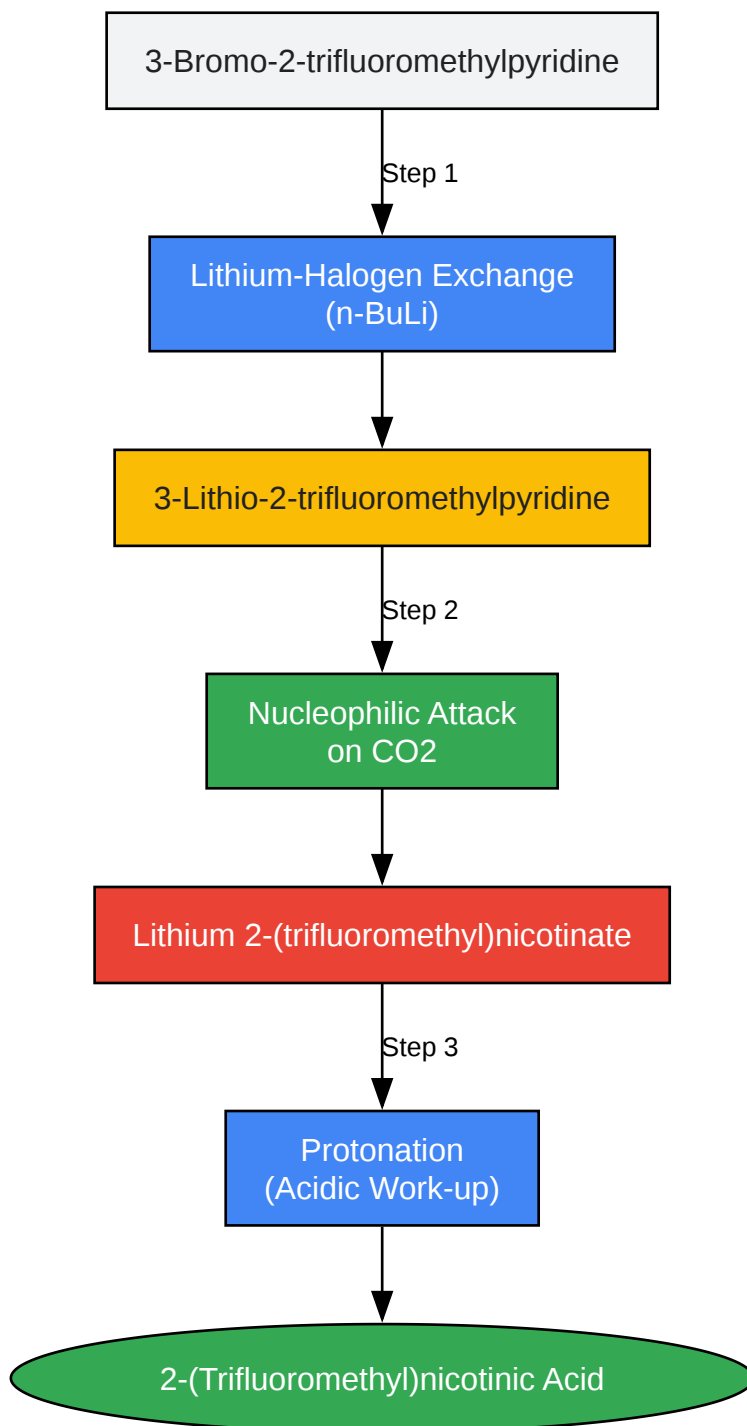 3-Bromo-2-trifluoromethylpyridine
Step 1
Lithium-Halogen Exchange
(n-BuLi)
3-Lithio-2-trifluoromethylpyridine
Step 2
Nucleophilic Attack
on CO2
Lithium 2-(trifluoromethyl)nicotinate
Step 3
Protonation
(Acidic Work-up)
2-(Trifluoromethyl)nicotinic Acid